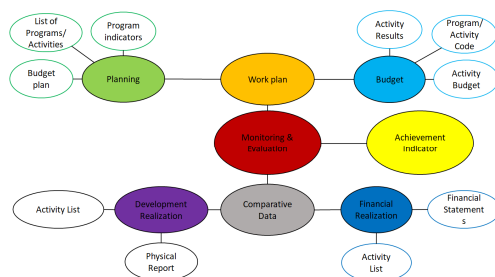 List of
Programs/
Activities
Program
indicators
Activity
Results
Program/
Activity
Code
Budget
plan
Planning
Work plan
Budget
Activity
Budget
Monitoring &
Evaluation
Achievement
Indicator
Activity List
Development
Realization
Comparative
Data
Financial
Realization
Financial
Statement
s
Physical
Report
Activity
List